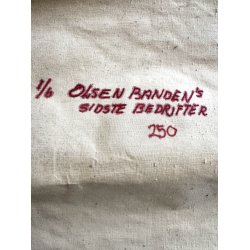 1/6 OLSEN BANDEN's
SIDSTE BEDRIFTER
250